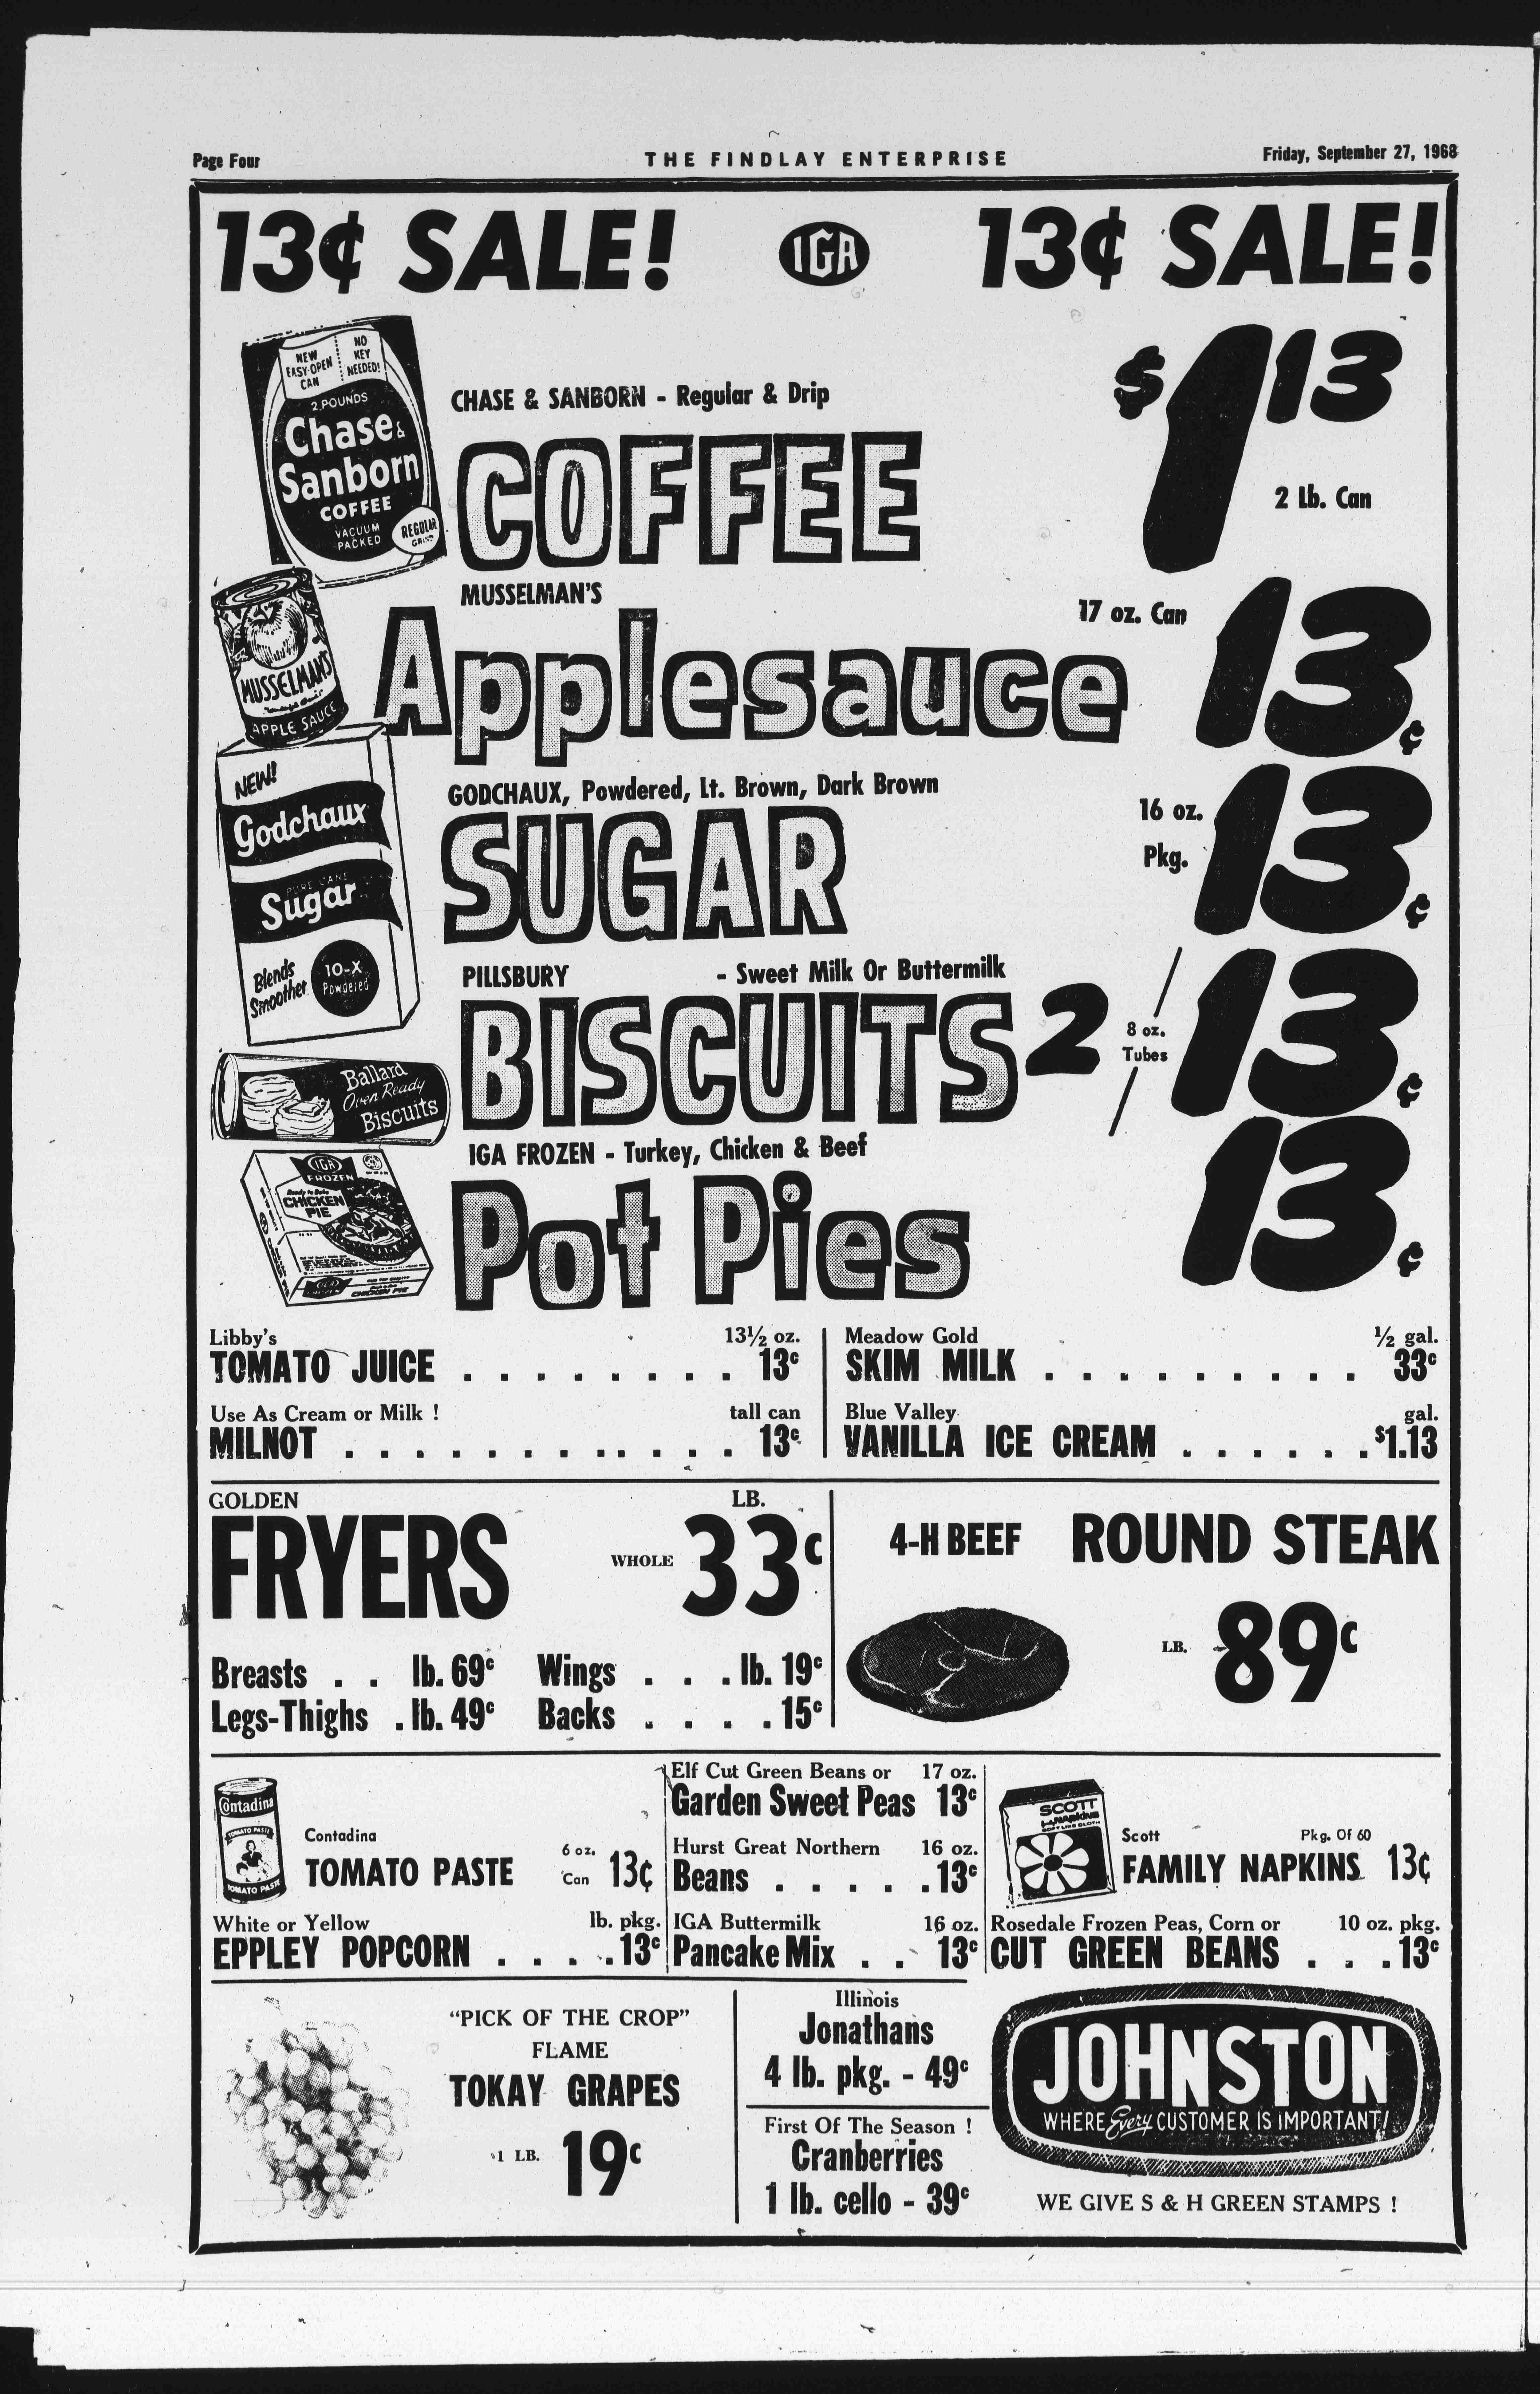 Page Four
THE FINDLAY ENTERPRISE
Friday, September 27, 1968
13¢ SALE!
IGA
13¢ SALE!
NEW EASY-OPEN CAN
NO KEY NEEDED!
2 POUNDS
Chase &
Sanborn
COFFEE
VACUUM
PACKED
REGULAR
GRIND
CHASE & SANBORN - Regular & Drip
COFFEE
$1 13
2 Lb. Can
MUSSELMAN'S
APPLE SAUCE
MUSSELMAN'S
Applesauce
17 oz. Can
13¢
NEW!
Godchaux
PURE CANE
Sugar
Blends
Smoother
10-X
Powdered
GODCHAUX, Powdered, Lt. Brown, Dark Brown
SUGAR
16 oz.
Pkg.
13¢
Ballard
Oven Ready
Biscuits
PILLSBURY - Sweet Milk Or Buttermilk
BISCUITS 2 / 8 oz. Tubes / 13¢
IGA
FROZEN
Ready to Bake
CHICKEN
PIE
IGA
CHICKEN PIE
IGA FROZEN - Turkey, Chicken & Beef
Pot Pies
13¢
Libby's 13½ oz.
TOMATO JUICE . . . . . . . . . 13¢
Use As Cream or Milk !
tall can
MILNOT . . . . . . . . . . . . . 13¢
Meadow Gold ½ gal.
SKIM MILK . . . . . . . . . . 33¢
Blue Valley gal.
VANILLA ICE CREAM . . . . . . . $1.13
GOLDEN
FRYERS
LB.
WHOLE 33¢
Breasts . . lb. 69¢ Wings . . . lb. 19¢
Legs-Thighs . lb. 49¢ Backs . . . . 15¢
4-H BEEF ROUND STEAK
LB. 89¢
Contadina
TOMATO PASTE
TOMATO PASTE
Contadina
TOMATO PASTE
6 oz.
Can
13¢
White or Yellow lb. pkg.
EPPLEY POPCORN . . . . . 13¢
Elf Cut Green Beans or 17 oz.
Garden Sweet Peas 13¢
Hurst Great Northern 16 oz.
Beans . . . . . . 13¢
IGA Buttermilk 16 oz.
Pancake Mix . . 13¢
SCOTT
NAPKINS
SOFT LIKE CLOTH
Scott Pkg. Of 60
FAMILY NAPKINS 13¢
Rosedale Frozen Peas, Corn or 10 oz. pkg.
CUT GREEN BEANS . . . 13¢
"PICK OF THE CROP"
FLAME
TOKAY GRAPES
1 LB. 19¢
Illinois
Jonathans
4 lb. pkg. - 49¢
First Of The Season !
Cranberries
1 lb. cello - 39¢
JOHNSTON
WHERE Every CUSTOMER IS IMPORTANT!
WE GIVE S & H GREEN STAMPS !